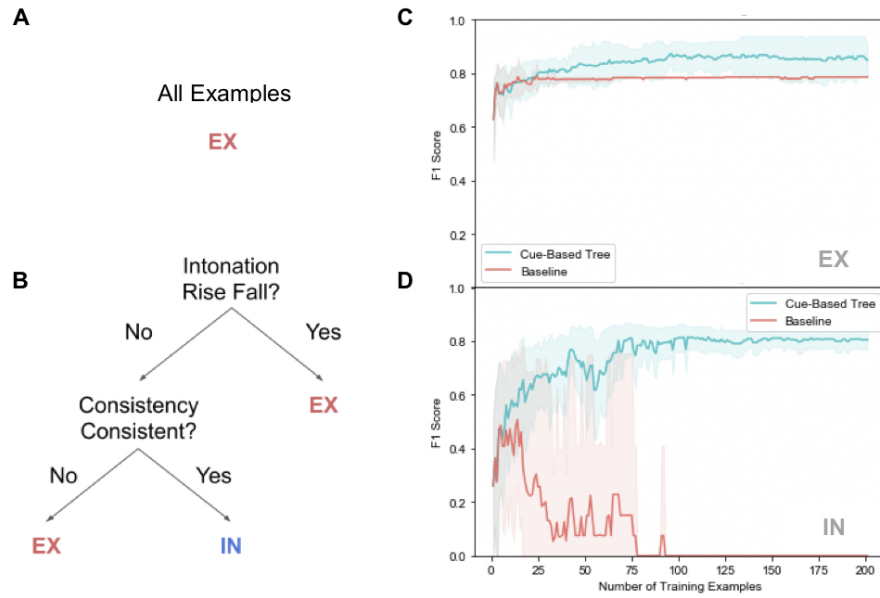 A
All Examples
EX
B
Intonation
Rise Fall?
No
Yes
Consistency
Consistent?
EX
No
Yes
EX
IN
C
1.0
0.8
0.6
0.4
0.2
F1 Score
Cue-Based Tree
Baseline
EX
D
1.0
0.8
0.6
0.4
0.2
0.0
F1 Score
Cue-Based Tree
Baseline
IN
0 25 50 75 100 125 150 175 200
Number of Training Examples